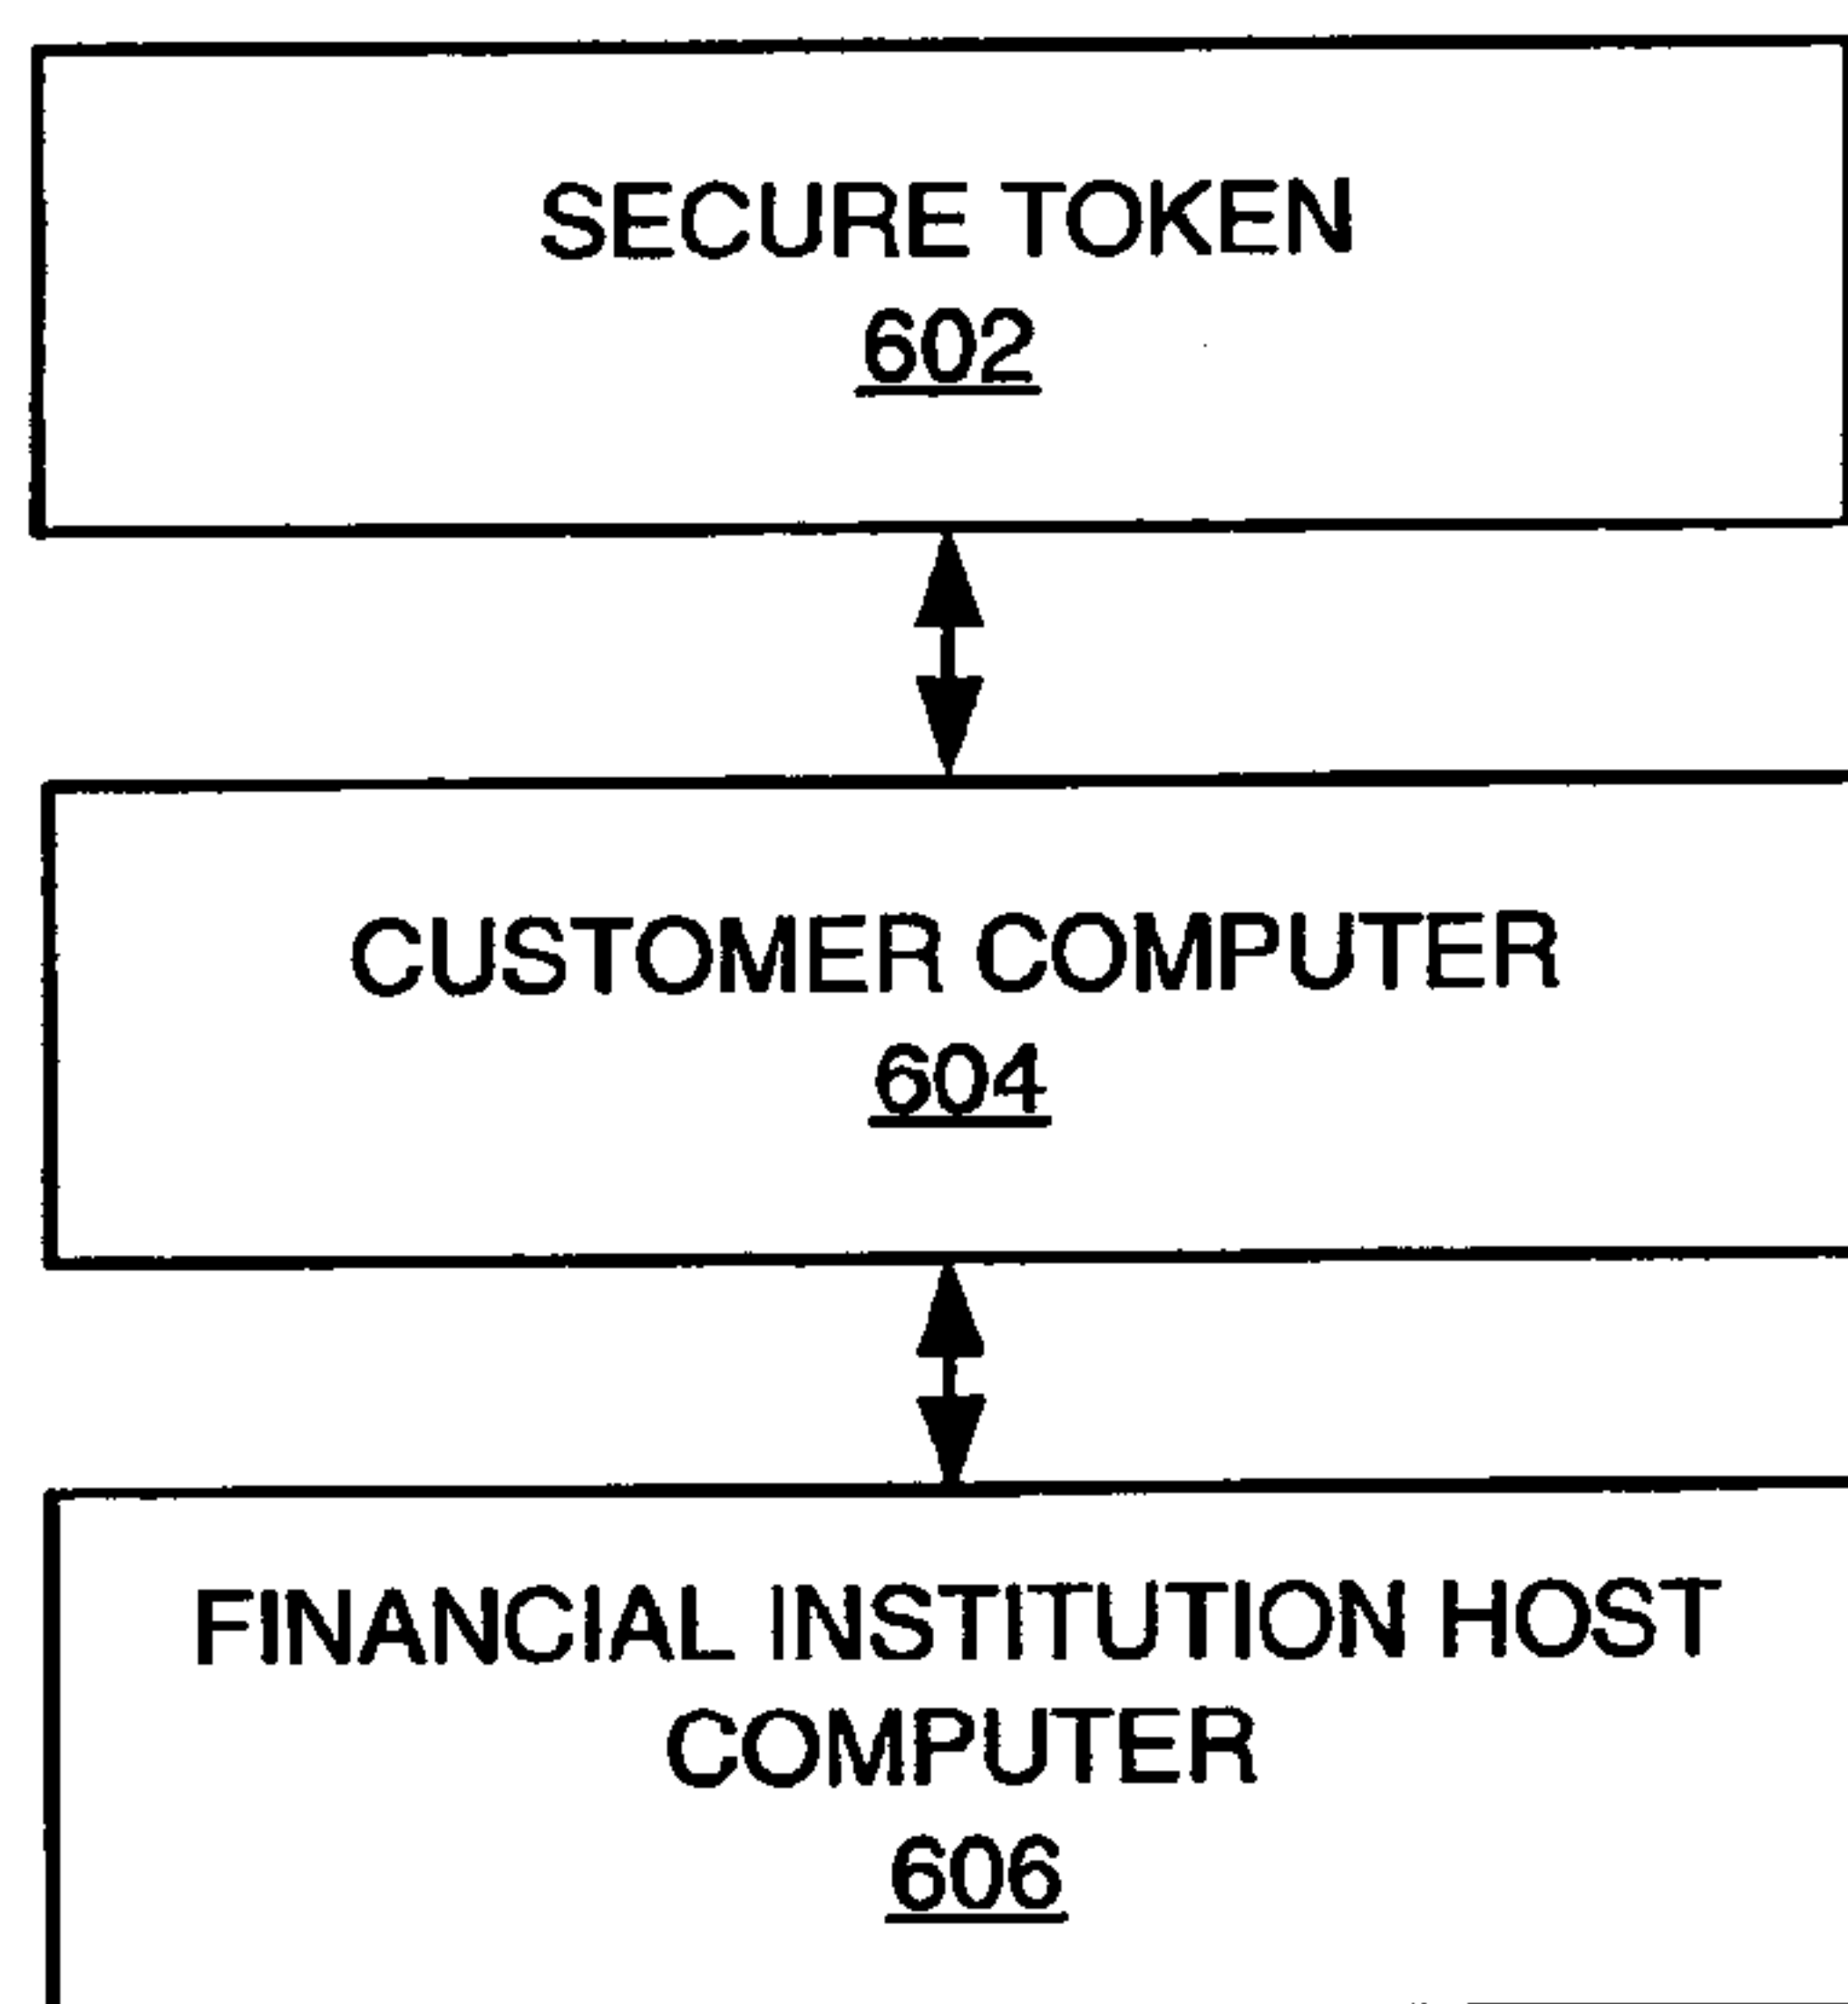 SECURE TOKEN
602
CUSTOMER COMPUTER
604
FINANCIAL INSTITUTION HOST
COMPUTER
606